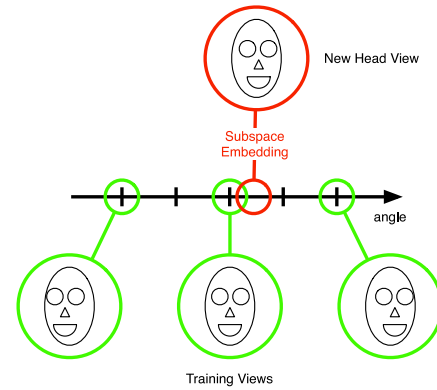 New Head View
Subspace
Embedding
angle
Training Views